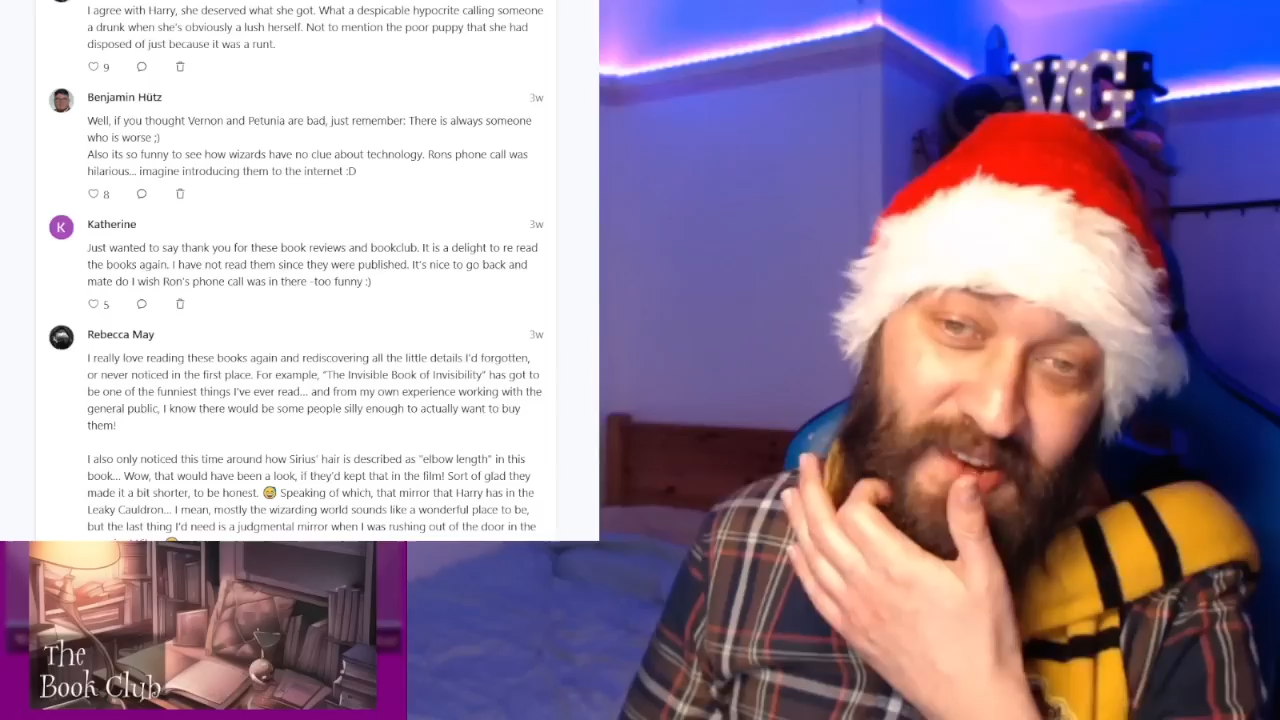 I agree with Harry, she deserved what she got. What a despicable hypocrite calling someone
a drunk when she's obviously a lush herself. Not to mention the poor puppy that she had
disposed of just because it was a runt.
9
Benjamin Hütz
3w
Well, if you thought Vernon and Petunia are bad, just remember: There is always someone
who is worse ;)
Also its so funny to see how wizards have no clue about technology. Rons phone call was
hilarious... imagine introducing them to the internet :D
8
K
Katherine
3w
Just wanted to say thank you for these book reviews and bookclub. It is a delight to re read
the books again. I have not read them since they were published. It's nice to go back and
mate do I wish Ron's phone call was in there -too funny :)
5
Rebecca May
3w
I really love reading these books again and rediscovering all the little details I'd forgotten,
or never noticed in the first place. For example, "The Invisible Book of Invisibility" has got to
be one of the funniest things I've ever read... and from my own experience working with the
general public, I know there would be some people silly enough to actually want to buy
them!
I also only noticed this time around how Sirius' hair is described as "elbow length" in this
book... Wow, that would have been a look, if they'd kept that in the film! Sort of glad they
made it a bit shorter, to be honest. 😅 Speaking of which, that mirror that Harry has in the
Leaky Cauldron... I mean, mostly the wizarding world sounds like a wonderful place to be,
but the last thing I'd need is a judgmental mirror when I was rushing out of the door in the
VG
The
Book Club